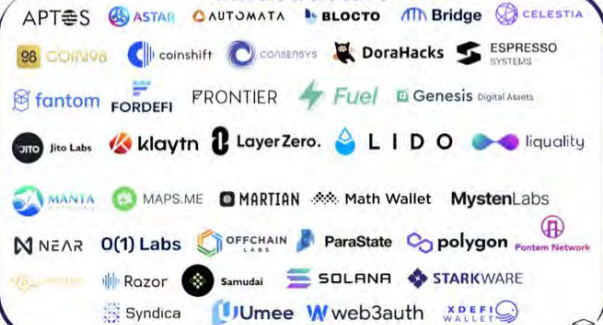 APTOS ASTAR AUTOMATA BLOCTO Bridge CELESTIA
98 COIN98 coinshift CONSENSYS DoraHacks ESPRESSO SYSTEMS
fantom FORDEFI FRONTIER Fuel Genesis Digital Assets
JITO Jito Labs klaytn LayerZero. LIDO liquality
MANTA MAPS.ME MARTIAN Math Wallet MystenLabs
NEAR O(1) Labs OFFCHAIN LABS ParaState polygon Pontem Network
Razor Samudai SOLANA STARKWARE
Syndica Umee web3auth XDEFI WALLET